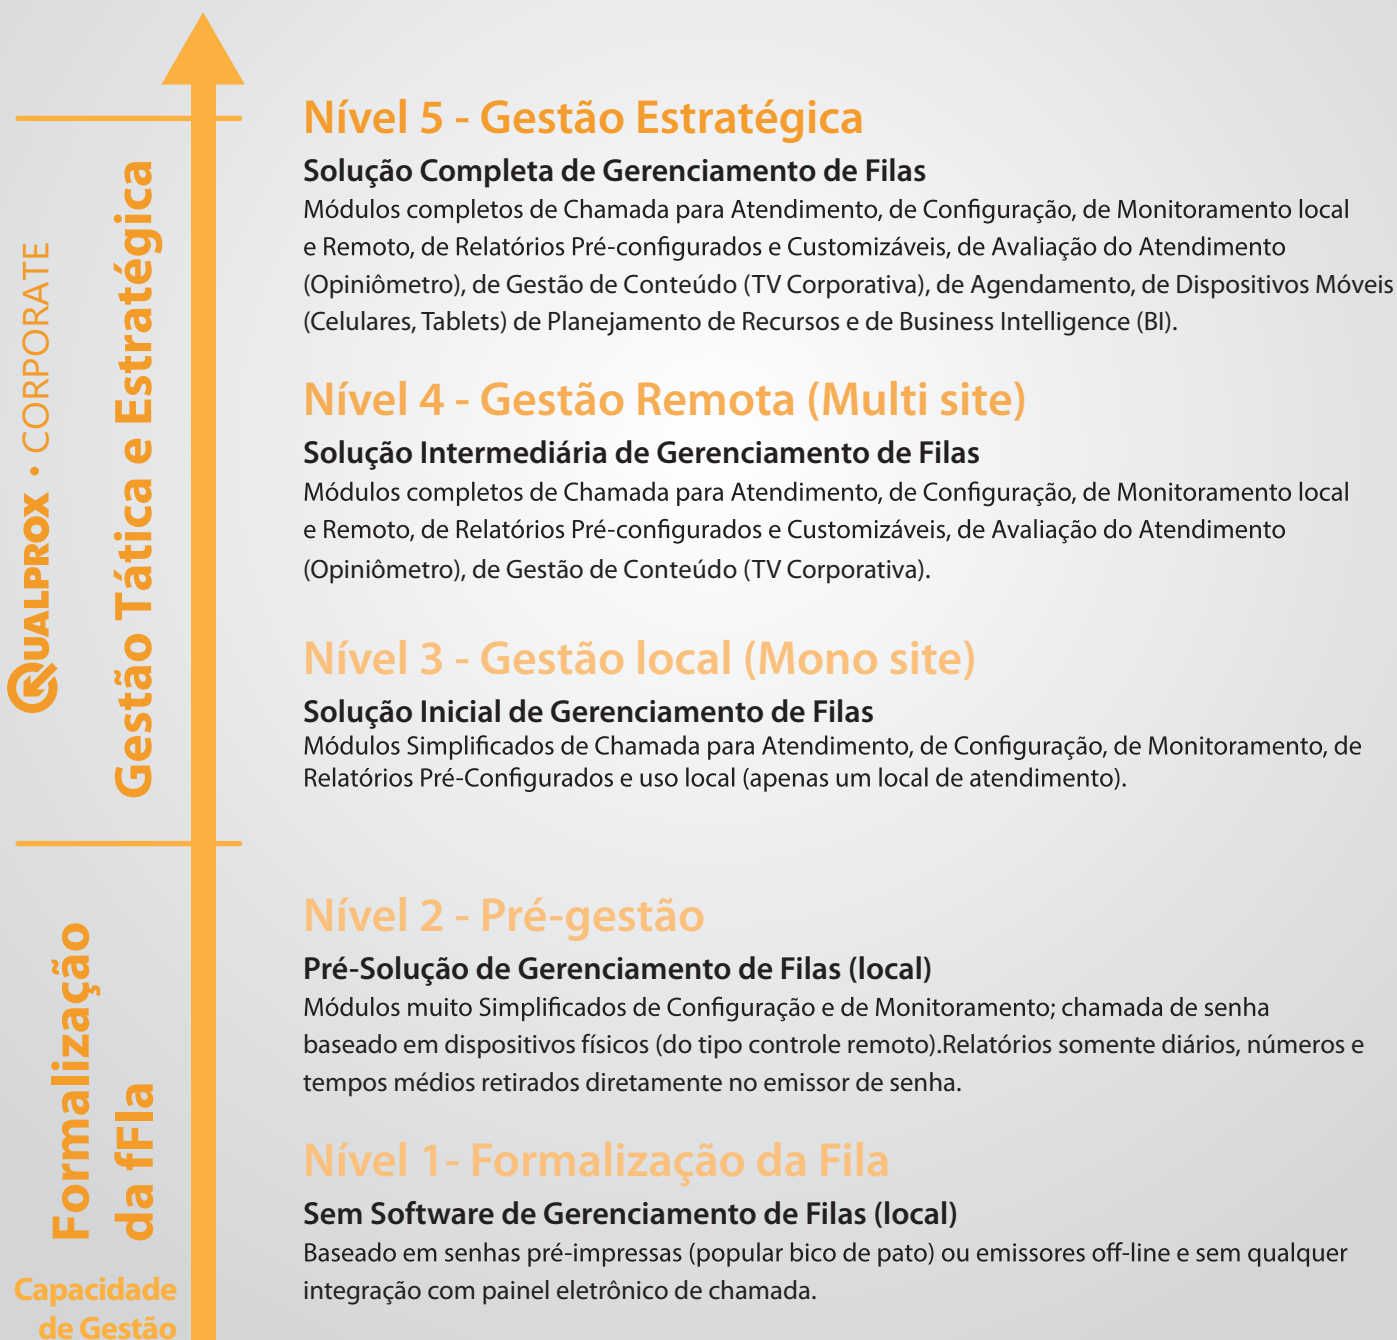 Nível 5 - Gestão Estratégica
Solução Completa de Gerenciamento de Filas
Módulos completos de Chamada para Atendimento, de Configuração, de Monitoramento local
e Remoto, de Relatórios Pré-configurados e Customizáveis, de Avaliação do Atendimento
(Opiniômetro), de Gestão de Conteúdo (TV Corporativa), de Agendamento, de Dispositivos Móveis
(Celulares, Tablets) de Planejamento de Recursos e de Business Intelligence (BI).
Nível 4 - Gestão Remota (Multi site)
Solução Intermediária de Gerenciamento de Filas
Módulos completos de Chamada para Atendimento, de Configuração, de Monitoramento local
e Remoto, de Relatórios Pré-configurados e Customizáveis, de Avaliação do Atendimento
(Opiniômetro), de Gestão de Conteúdo (TV Corporativa).
Nível 3 - Gestão local (Mono site)
Solução Inicial de Gerenciamento de Filas
Módulos Simplificados de Chamada para Atendimento, de Configuração, de Monitoramento, de
Relatórios Pré-Configurados e uso local (apenas um local de atendimento).
QUALPROX • CORPORATE
Gestão Tática e Estratégica
Nível 2 - Pré-gestão
Pré-Solução de Gerenciamento de Filas (local)
Módulos muito Simplificados de Configuração e de Monitoramento; chamada de senha
baseado em dispositivos físicos (do tipo controle remoto).Relatórios somente diários, números e
tempos médios retirados diretamente no emissor de senha.
Nível 1- Formalização da Fila
Sem Software de Gerenciamento de Filas (local)
Baseado em senhas pré-impressas (popular bico de pato) ou emissores off-line e sem qualquer
integração com painel eletrônico de chamada.
Formalização
da fFla
Capacidade
de Gestão